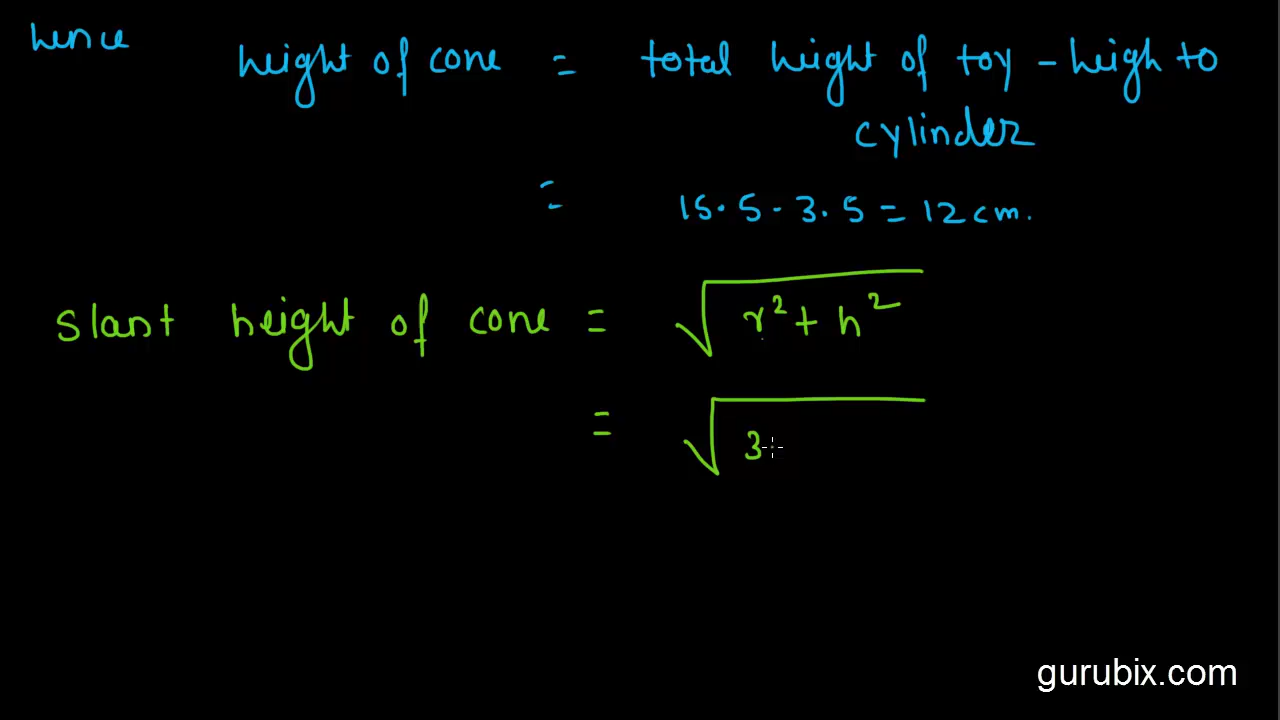 hence height of cone = total height of toy - heigh to
cylinder
= 15.5 - 3.5 = 12 cm.
Slant height of cone = √(r² + h²)
= √3.
gurubix.com